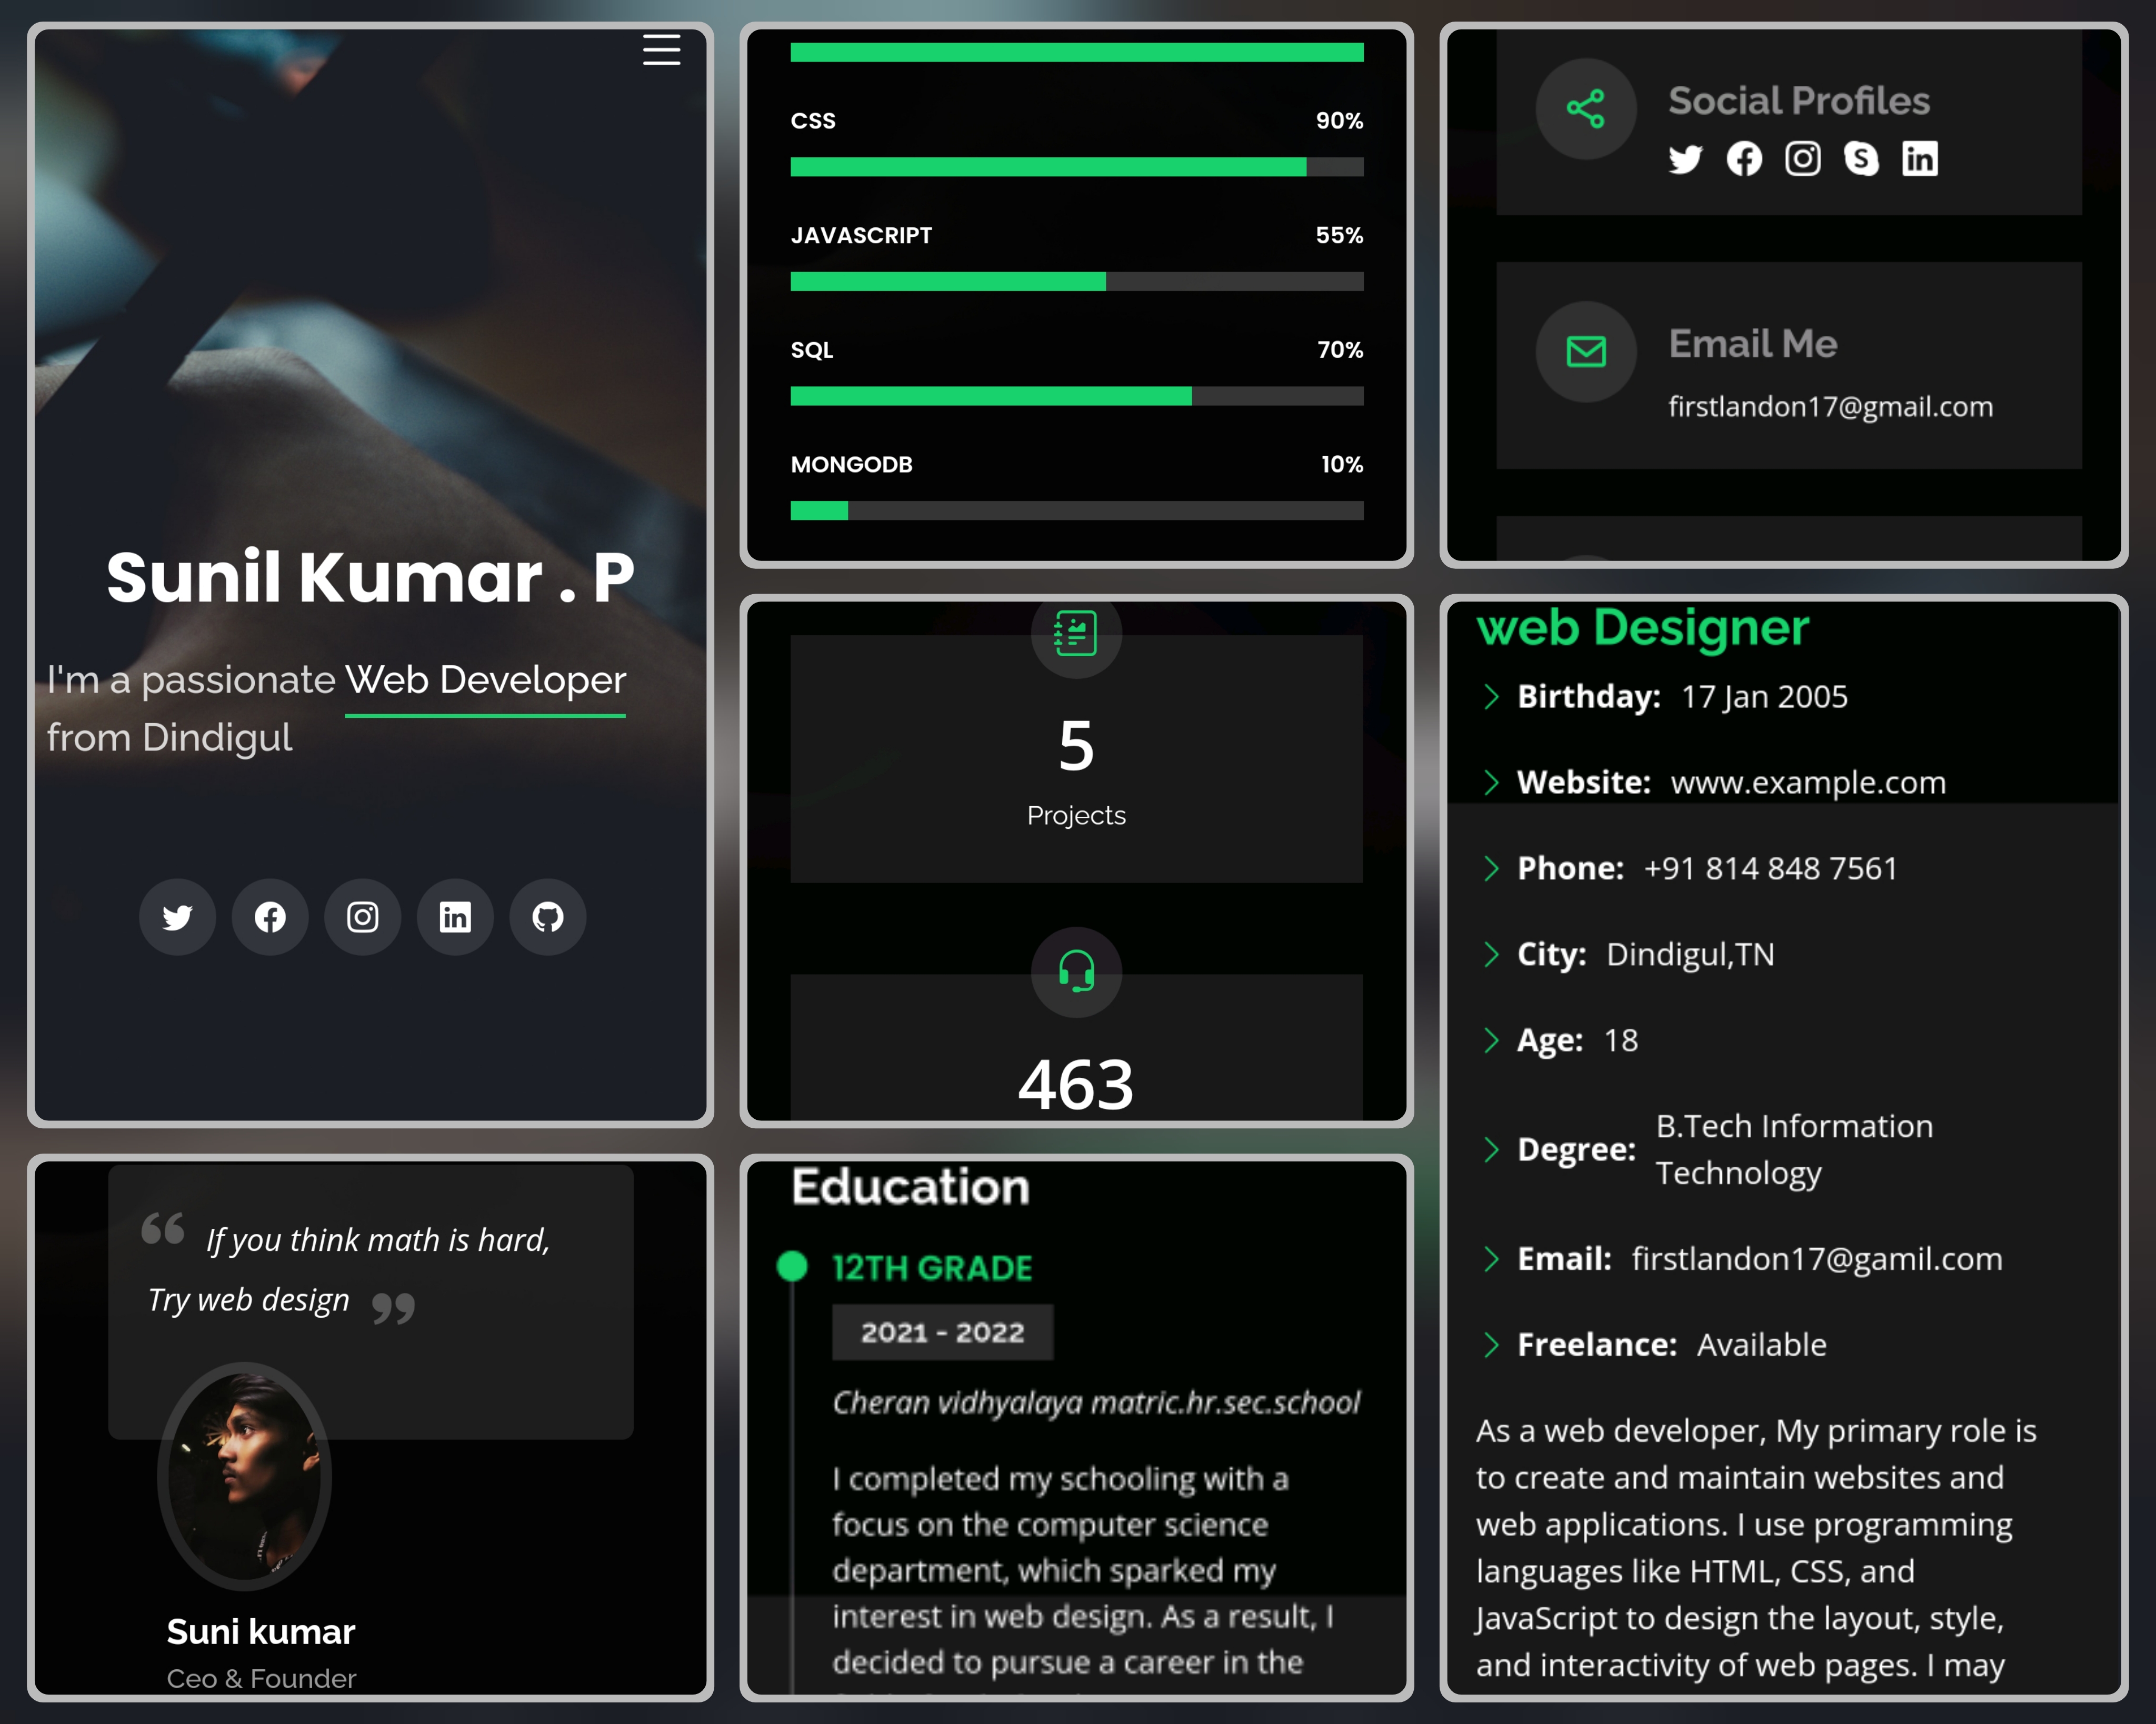 Sunil Kumar . P
I'm a passionate Web Developer
from Dindigul
CSS 90%
JAVASCRIPT 55%
SQL 70%
MONGODB 10%
Social Profiles
Email Me
firstlandon17@gmail.com
5
Projects
463
web Designer
Birthday: 17 Jan 2005
Website: www.example.com
Phone: +91 814 848 7561
City: Dindigul,TN
Age: 18
Degree: B.Tech Information
Technology
Email: firstlandon17@gamil.com
Freelance: Available
As a web developer, My primary role is
to create and maintain websites and
web applications. I use programming
languages like HTML, CSS, and
JavaScript to design the layout, style,
and interactivity of web pages. I may
“ If you think math is hard,
Try web design ”
Suni kumar
Ceo & Founder
Education
12TH GRADE
2021 - 2022
Cheran vidhyalaya matric.hr.sec.school
I completed my schooling with a
focus on the computer science
department, which sparked my
interest in web design. As a result, I
decided to pursue a career in the